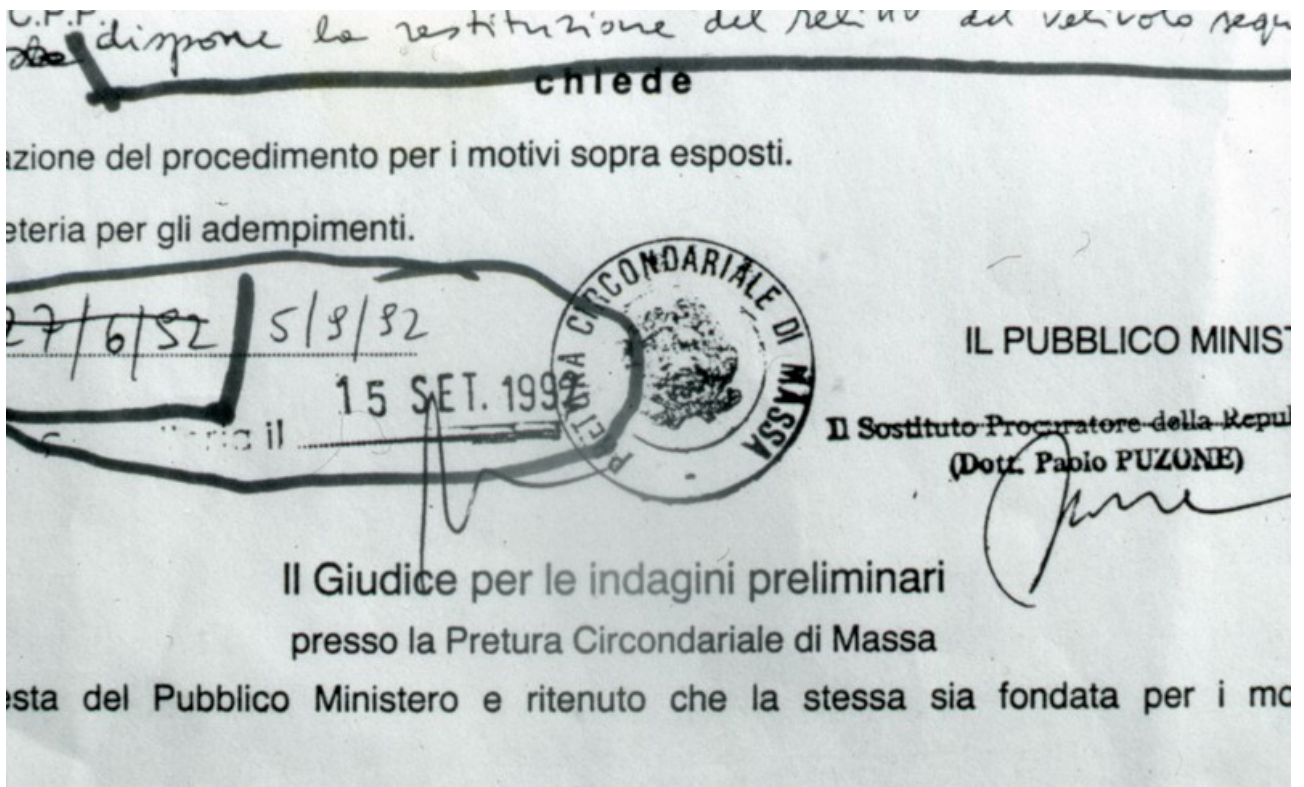 C.P.P.
dispone la restituzione del relitto del velivolo sequ
chiede
azione del procedimento per i motivi sopra esposti.
eteria per gli adempimenti.
27/6/92 5/9/92
15 SET. 1992
il
PRETURA CIRCONDARIALE DI MASSA
IL PUBBLICO MINIST
Il Sostituto Procuratore della Repu
(Dott. Paolo PUZONE)
Il Giudice per le indagini preliminari
presso la Pretura Circondariale di Massa
esta del Pubblico Ministero e ritenuto che la stessa sia fondata per i mo